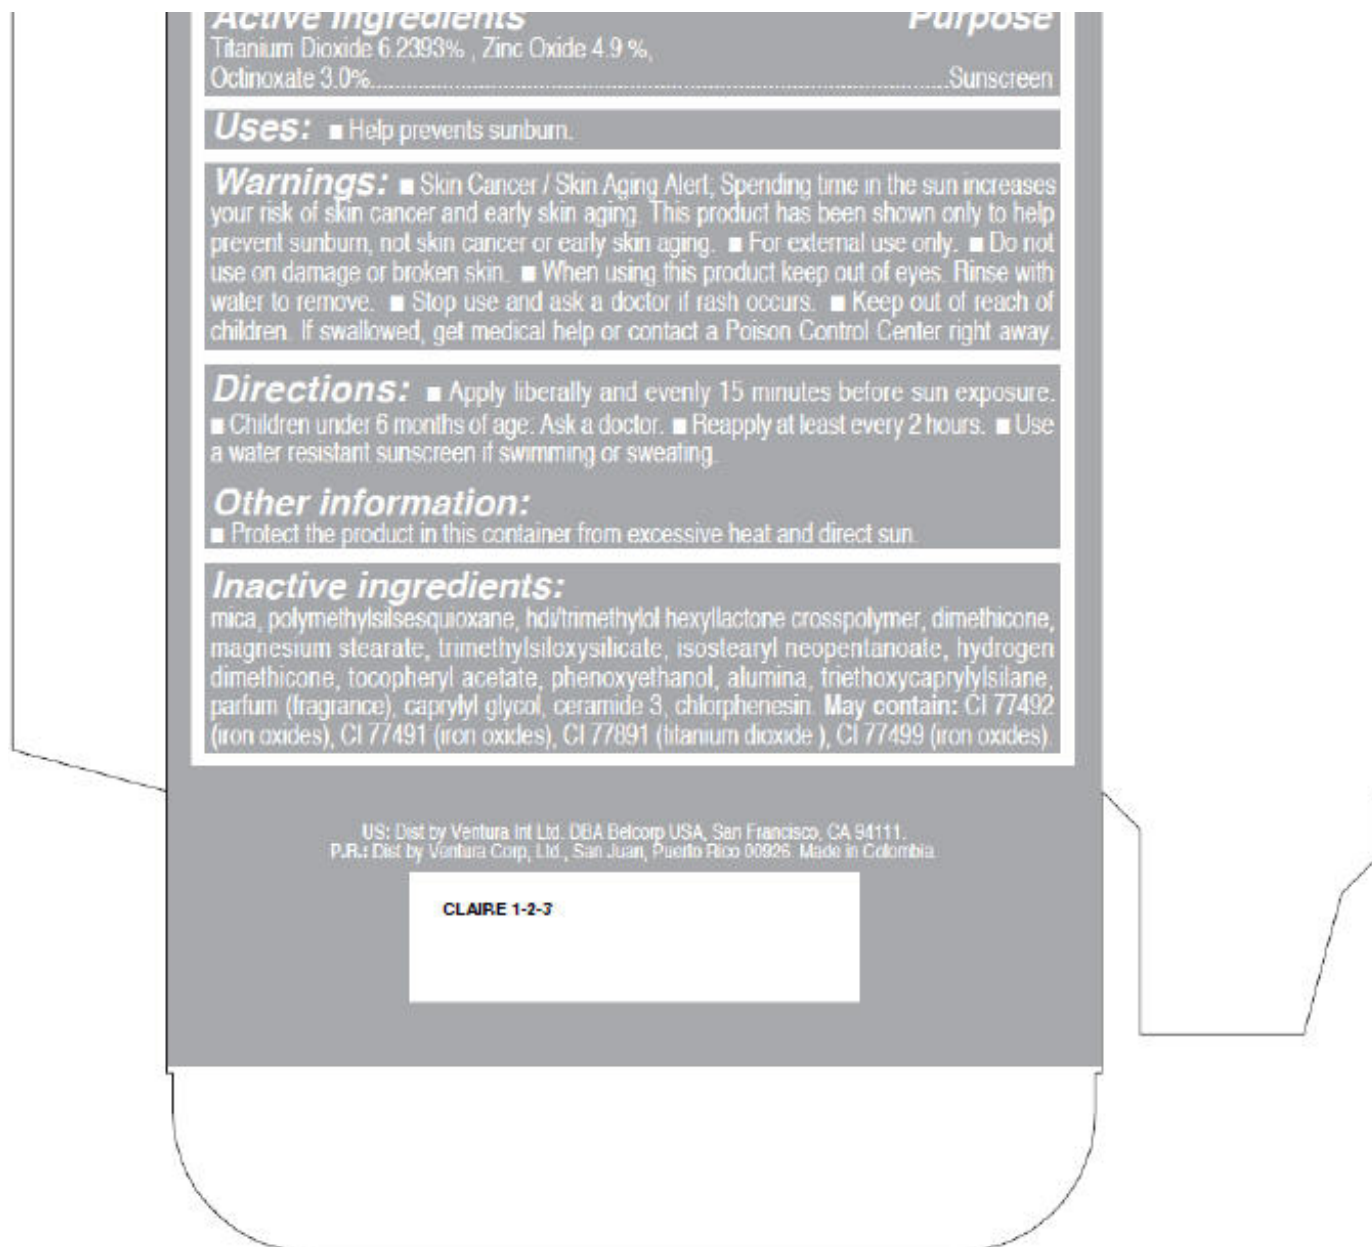 Active Ingredients Purpose
Titanium Dioxide 6.2393% , Zinc Oxide 4.9 %,
Octinoxate 3.0%..........Sunscreen
Uses: ■ Help prevents sunburn.
Warnings: ■ Skin Cancer / Skin Aging Alert; Spending time in the sun increases
your risk of skin cancer and early skin aging. This product has been shown only to help
prevent sunburn, not skin cancer or early skin aging. ■ For external use only. ■ Do not
use on damage or broken skin. ■ When using this product keep out of eyes. Rinse with
water to remove. ■ Stop use and ask a doctor if rash occurs. ■ Keep out of reach of
children. If swallowed, get medical help or contact a Poison Control Center right away.
Directions: ■ Apply liberally and evenly 15 minutes before sun exposure.
■ Children under 6 months of age: Ask a doctor. ■ Reapply at least every 2 hours. ■ Use
a water resistant sunscreen if swimming or sweating.
Other information:
■ Protect the product in this container from excessive heat and direct sun.
Inactive ingredients:
mica, polymethylsilsesquioxane, hdi/trimethylol hexyllactone crosspolymer, dimethicone,
magnesium stearate, trimethylsiloxysilicate, isostearyl neopentanoate, hydrogen
dimethicone, tocopheryl acetate, phenoxyethanol, alumina, triethoxycaprylylsilane,
parfum (fragrance), caprylyl glycol, ceramide 3, chlorphenesin. May contain: CI 77492
(iron oxides), CI 77491 (iron oxides), CI 77891 (titanium dioxide ), CI 77499 (iron oxides).
US: Dist by Ventura Int Ltd. DBA Belcorp USA, San Francisco, CA 94111.
P.R.: Dist by Ventura Corp, Ltd., San Juan, Puerto Rico 00926. Made in Colombia.
CLAIRE 1-2-3